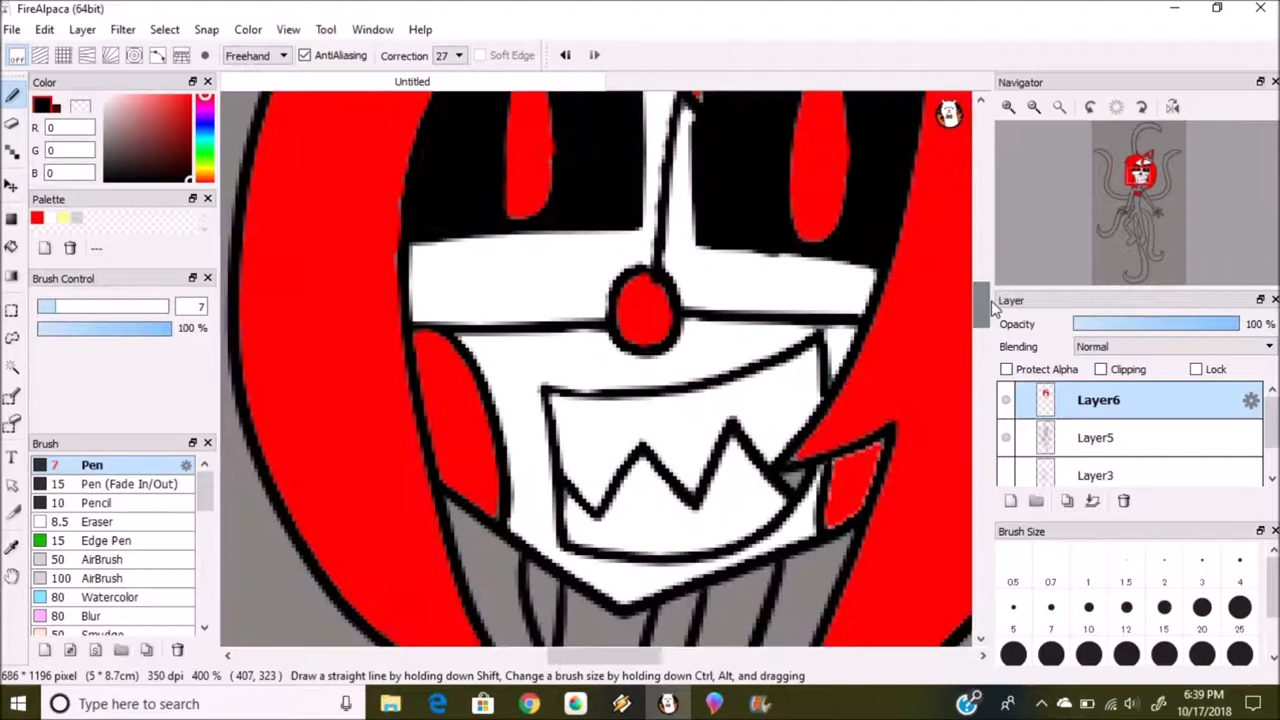 FireAlpaca (64bit)
File Edit Layer Filter Select Snap Color View Tool Window Help
off Freehand AntiAliasing Correction 27 Soft Edge
Color
Untitled
Navigator
R 0
G 0
B 0
Palette
---
Brush Control
7
100 %
Layer
Opacity 100 %
Blending Normal
Protect Alpha Clipping Lock
Layer6
Layer5
Layer3
Brush
7 Pen
15 Pen (Fade In/Out)
10 Pencil
8.5 Eraser
15 Edge Pen
50 AirBrush
100 AirBrush
80 Watercolor
80 Blur
50 Smudge
Brush Size
0.5 0.7 1 1.5 2 3 4
5 7 10 12 15 20 25
686 * 1196 pixel (5 * 8.7cm) 350 dpi 400 % ( 407, 323 ) Draw a straight line by holding down Shift, Change a brush size by holding down Ctrl, Alt, and dragging
Type here to search
6:39 PM
10/17/2018